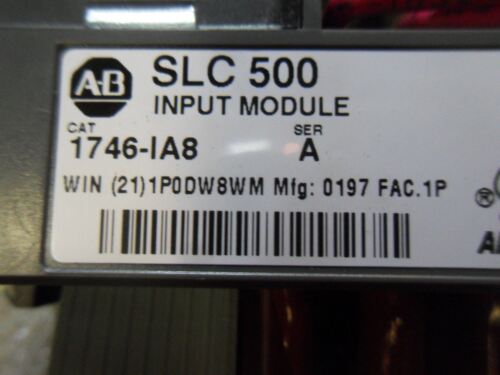 AB
SLC 500
INPUT MODULE
CAT
SER
1746-IA8
A
WIN (21)1P0DW8WM Mfg: 0197 FAC.1P
®